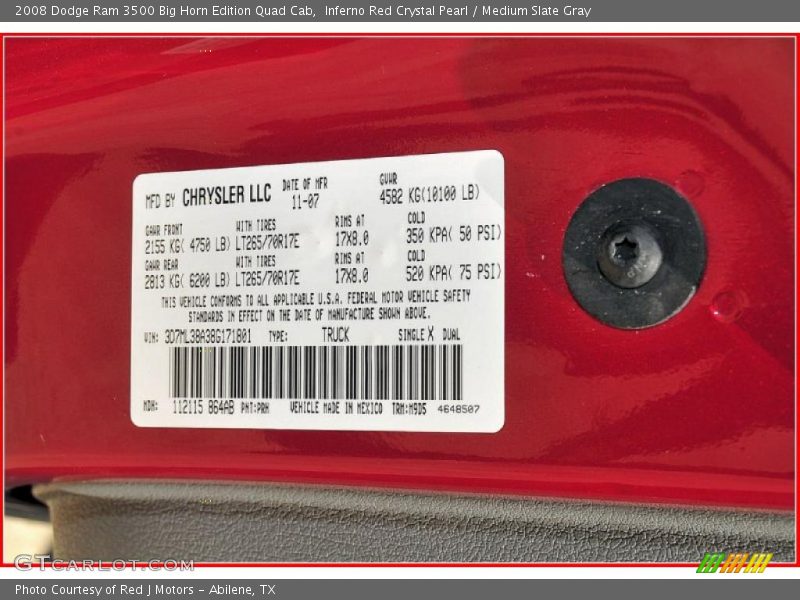 2008 Dodge Ram 3500 Big Horn Edition Quad Cab, Inferno Red Crystal Pearl / Medium Slate Gray
MFD BY CHRYSLER LLC DATE OF MFR GVWR
11-07 4582 KG(10100 LB)
GAWR FRONT WITH TIRES RIMS AT COLD
2155 KG( 4750 LB) LT265/70R17E 17X8.0 350 KPA( 50 PSI)
GAWR REAR WITH TIRES RIMS AT COLD
2813 KG( 6200 LB) LT265/70R17E 17X8.0 520 KPA( 75 PSI)
THIS VEHICLE CONFORMS TO ALL APPLICABLE U.S.A. FEDERAL MOTOR VEHICLE SAFETY
STANDARDS IN EFFECT ON THE DATE OF MANUFACTURE SHOWN ABOVE.
VIN: 3D7ML38A38G171801 TYPE: TRUCK SINGLE X DUAL
MDH: 112115 864AB PNT:PRH VEHICLE MADE IN MEXICO TRM:M9D5 4648507
GTCARLOT.COM
Photo Courtesy of Red J Motors - Abilene, TX